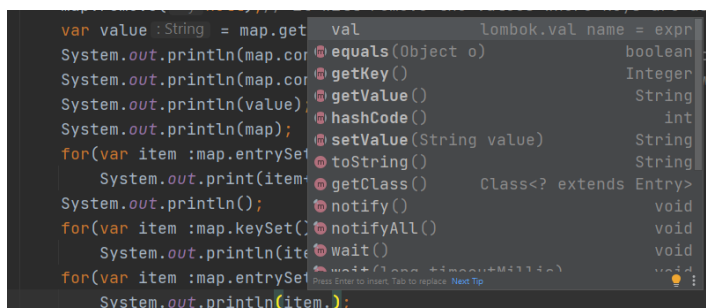 var value : String = map.get
System.out.println(map.con
System.out.println(map.con
System.out.println(value)
System.out.println(map);
for(var item :map.entrySet
System.out.print(item+
System.out.println();
for(var item :map.keySet()
System.out.println(ite
for(var item :map.entrySet
System.out.println(item.);
val lombok.val name = expr
equals(Object o) boolean
getKey() Integer
getValue() String
hashCode() int
setValue(String value) String
toString() String
getClass() Class<? extends Entry>
notify() void
notifyAll() void
wait() void
wait(long timeoutMillis) void
Press Enter to insert, Tab to replace Next Tip